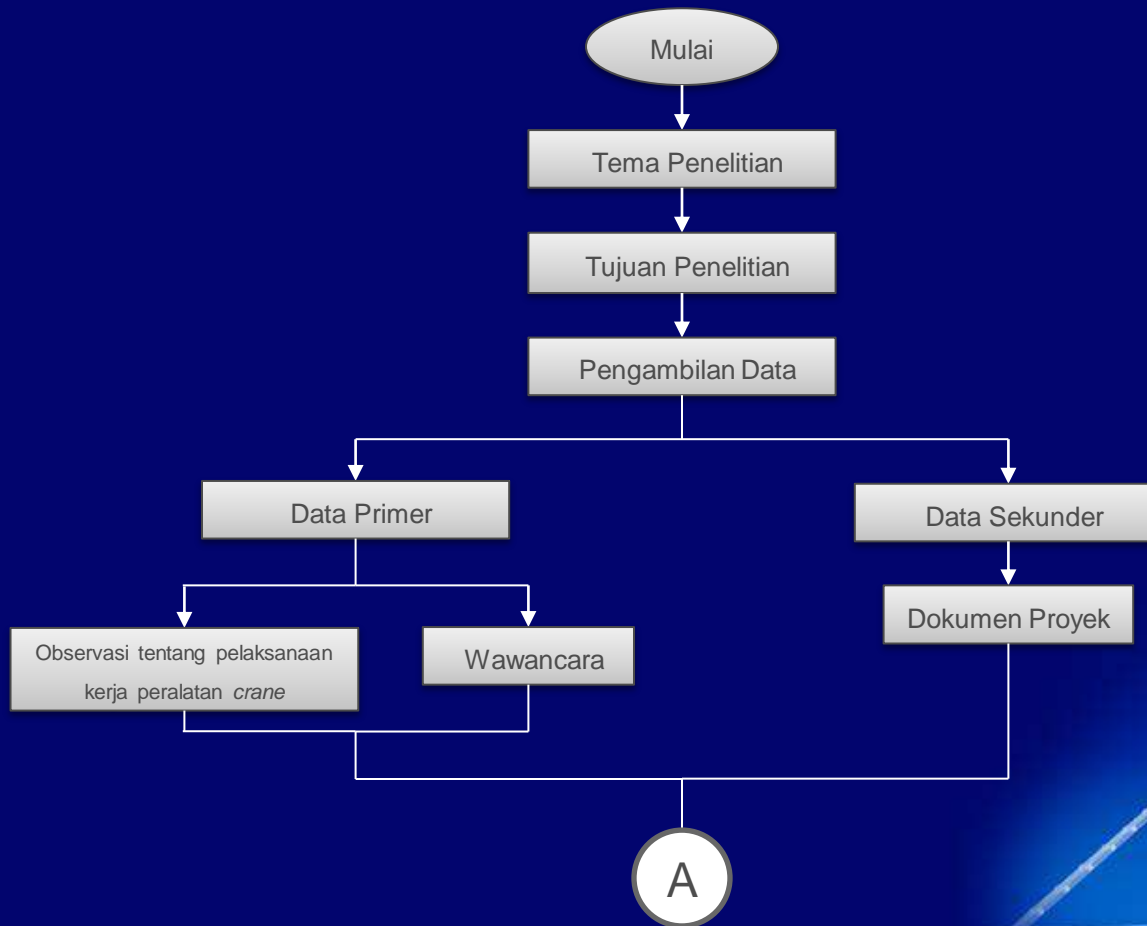 Mulai
Tema Penelitian
Tujuan Penelitian
Pengambilan Data
Data Primer
Data Sekunder
Observasi tentang pelaksanaan
kerja peralatan crane
Wawancara
Dokumen Proyek
A